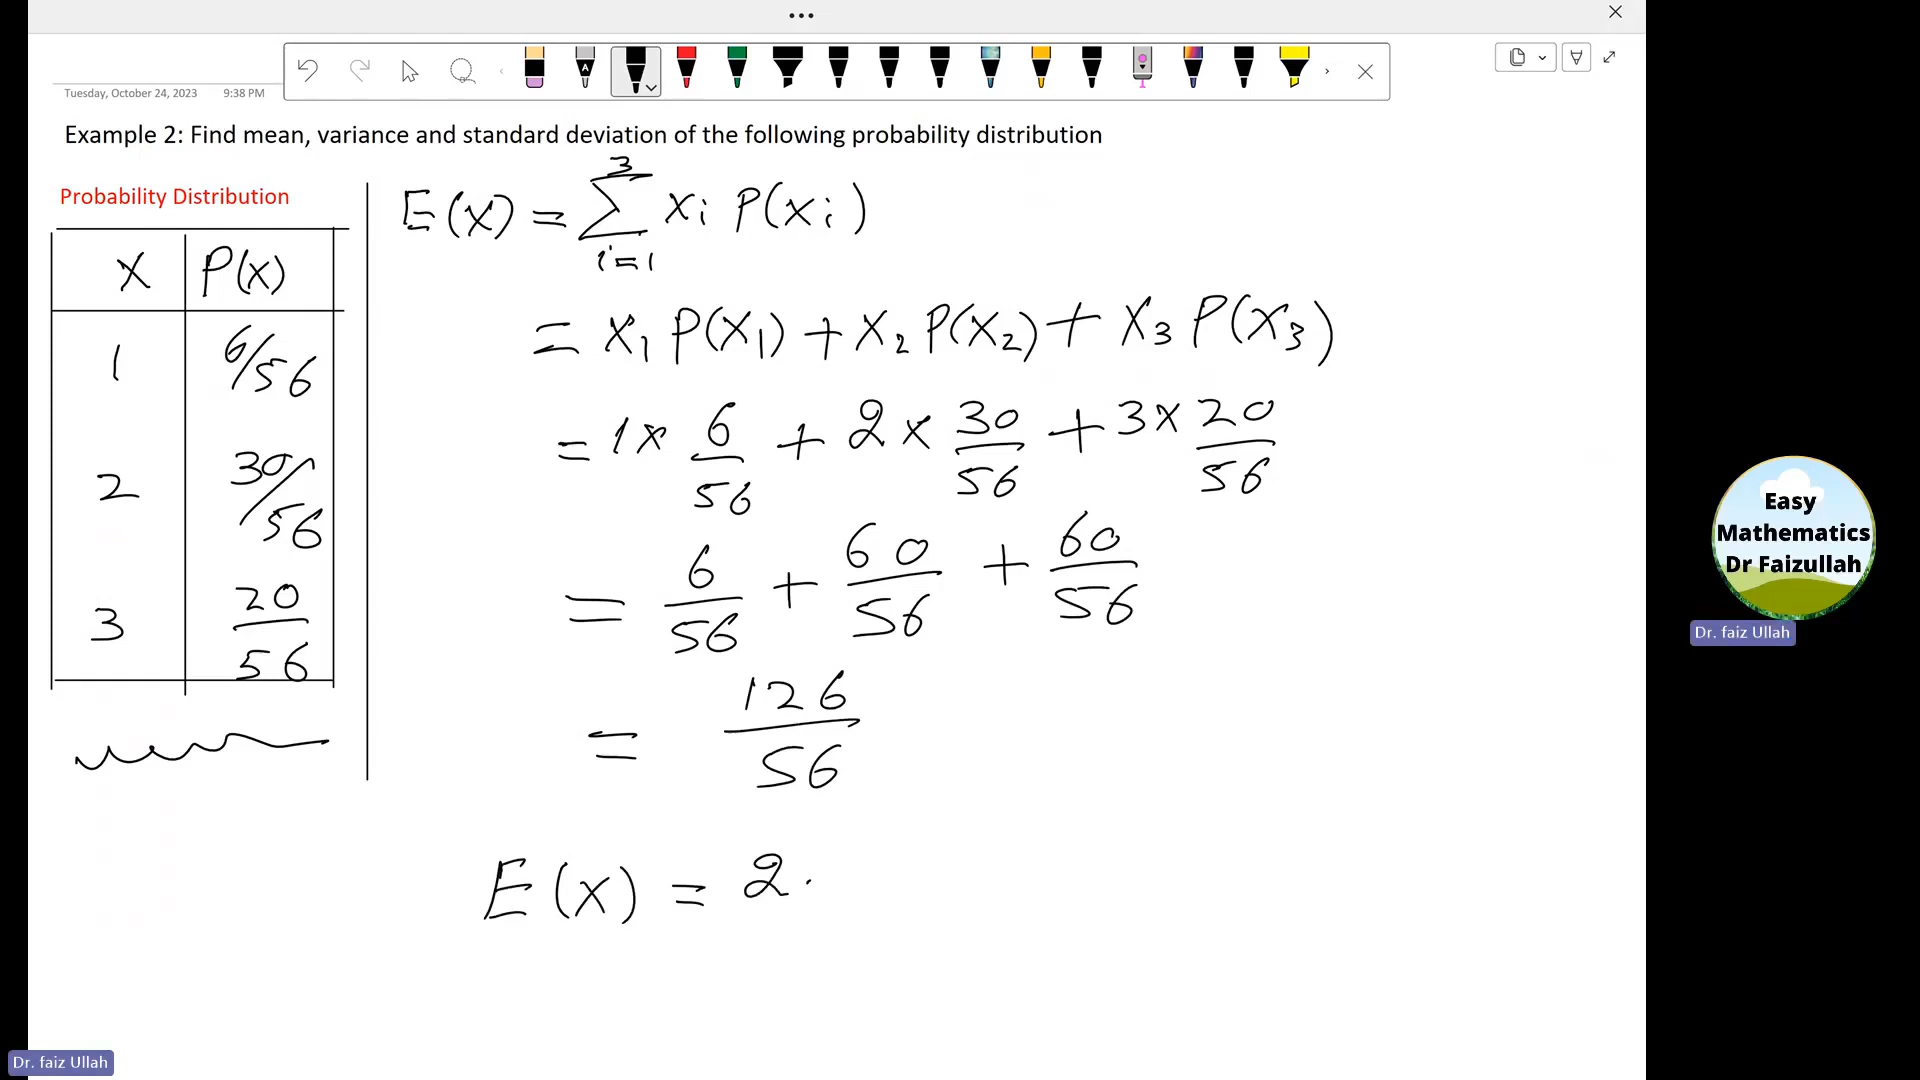 Tuesday, October 24, 2023 9:38 PM
Example 2: Find mean, variance and standard deviation of the following probability distribution
Probability Distribution
X P(X)
1 6/56
2 30/56
3 20/56
E(X) = 3∑i=1 Xi P(Xi)
= X1 P(X1) + X2 P(X2) + X3 P(X3)
= 1 × 6/56 + 2 × 30/56 + 3 × 20/56
= 6/56 + 60/56 + 60/56
= 126/56
E(X) = 2.
Easy
Mathematics
Dr Faizullah
Dr. faiz Ullah
Dr. faiz Ullah